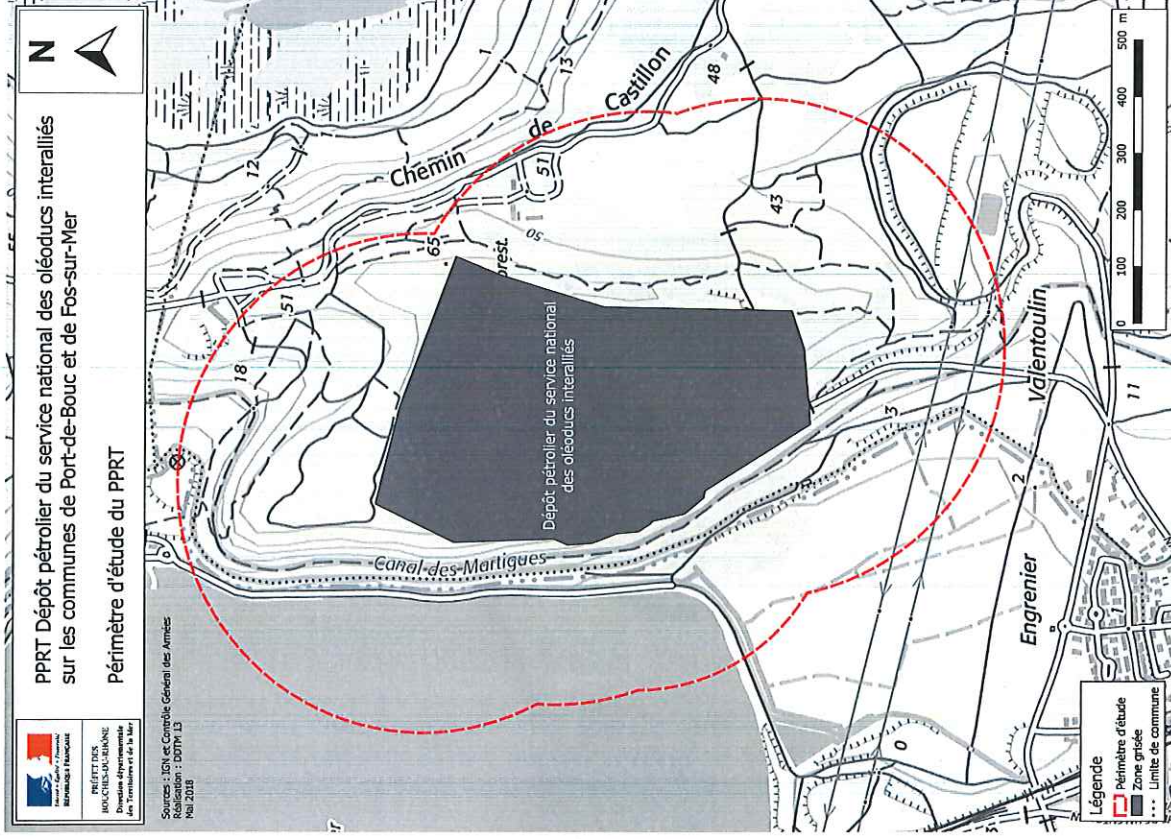 PPRT Dépôt pétrolier du service national des oléoducs interalliés
sur les communes de Port-de-Bouc et de Fos-sur-Mer
Périmètre d'étude du PPRT
N
RÉPUBLIQUE FRANÇAISE
PRÉFET DES
BOUCHES-DU-RHÔNE
Direction départementale
des Territoires et de la Mer
Sources : IGN et Contrôle Général des Armées
Réalisation : DDTM 13
Mai 2018
12
1
13
Chemin
de
Castillon
48
51
51
18
65
50
orest.
43
Dépôt pétrolier du service national
des oléoducs interalliés
Canal des Martigues
3
Valentoulin
2
11
Engrenier
0
Légende
Périmètre d'étude
Zone grisée
Limite de commune
0
100
200
300
400
500
m